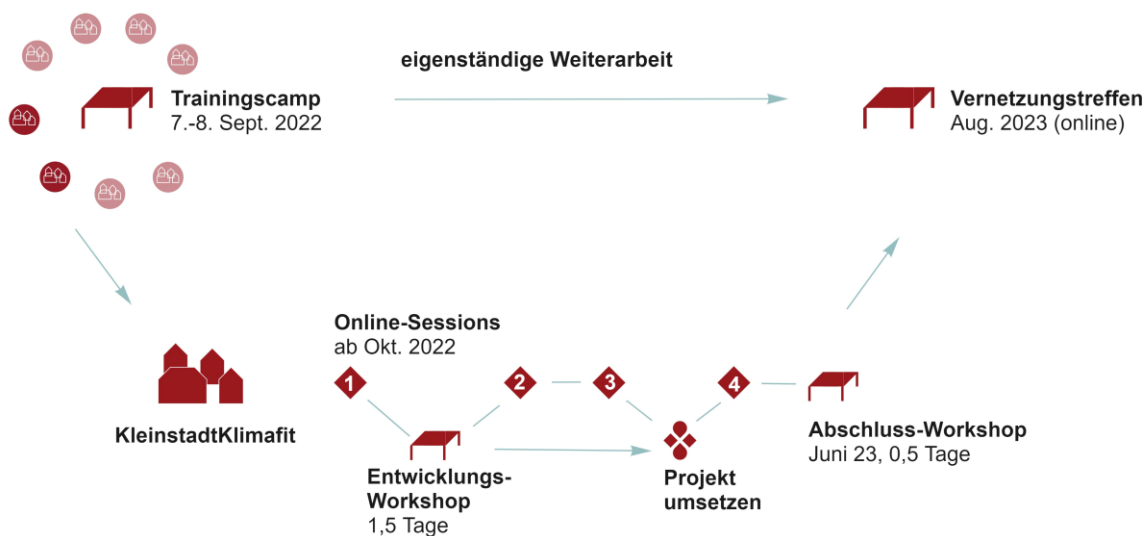 eigenständige Weiterarbeit
Trainingscamp
7.-8. Sept. 2022
Vernetzungstreffen
Aug. 2023 (online)
Online-Sessions
ab Okt. 2022
1
2
3
4
KleinstadtKlimafit
Entwicklungs-
Workshop
1,5 Tage
Projekt
umsetzen
Abschluss-Workshop
Juni 23, 0,5 Tage